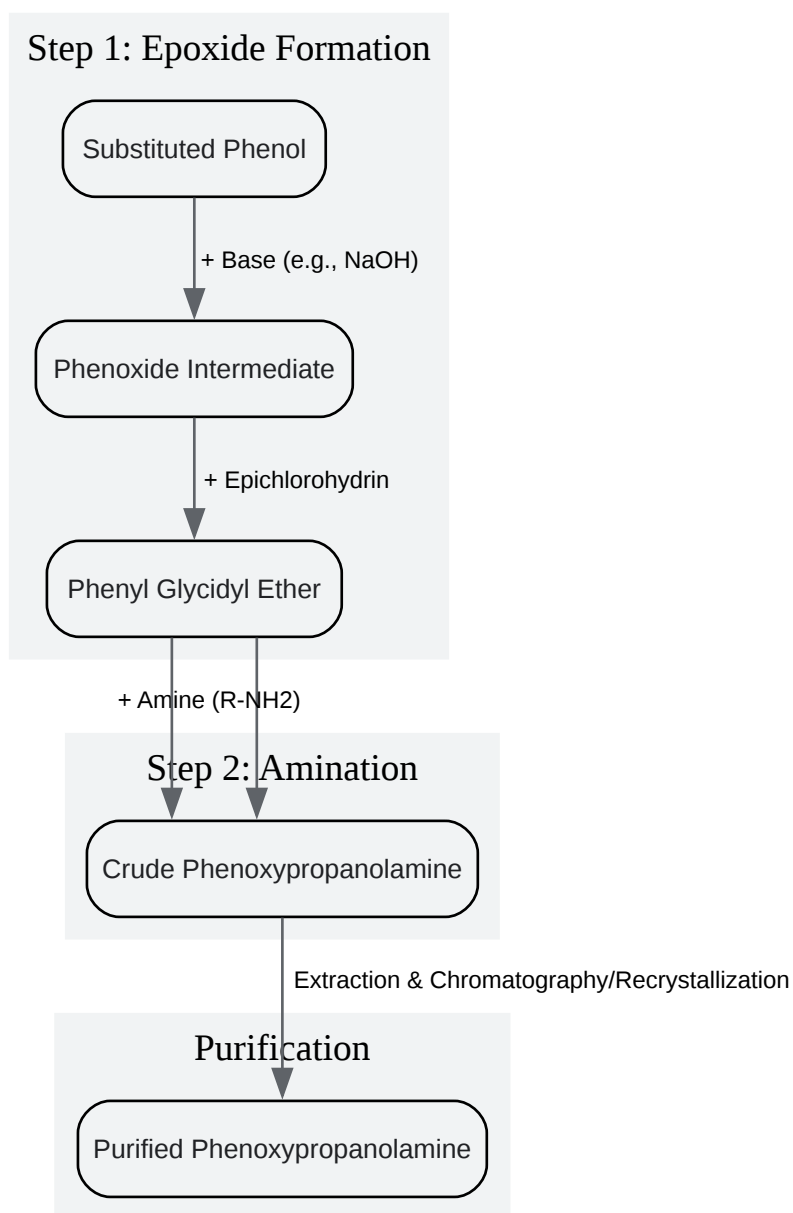 Step 1: Epoxide Formation
Substituted Phenol
+ Base (e.g., NaOH)
Phenoxide Intermediate
+ Epichlorohydrin
Phenyl Glycidyl Ether
+ Amine (R-NH2)
Step 2: Amination
Crude Phenoxypropanolamine
Extraction & Chromatography/Recrystallization
Purification
Purified Phenoxypropanolamine